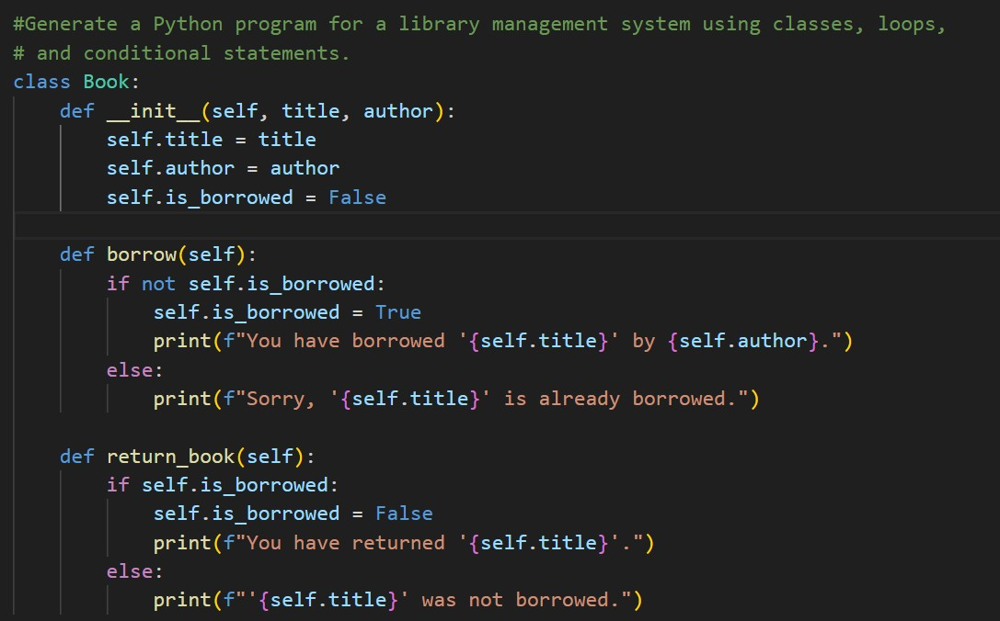 #Generate a Python program for a library management system using classes, loops,
# and conditional statements.
class Book:
    def __init__(self, title, author):
        self.title = title
        self.author = author
        self.is_borrowed = False

    def borrow(self):
        if not self.is_borrowed:
            self.is_borrowed = True
            print(f"You have borrowed '{self.title}' by {self.author}.")
        else:
            print(f"Sorry, '{self.title}' is already borrowed.")

    def return_book(self):
        if self.is_borrowed:
            self.is_borrowed = False
            print(f"You have returned '{self.title}'.")
        else:
            print(f"'{self.title}' was not borrowed.")